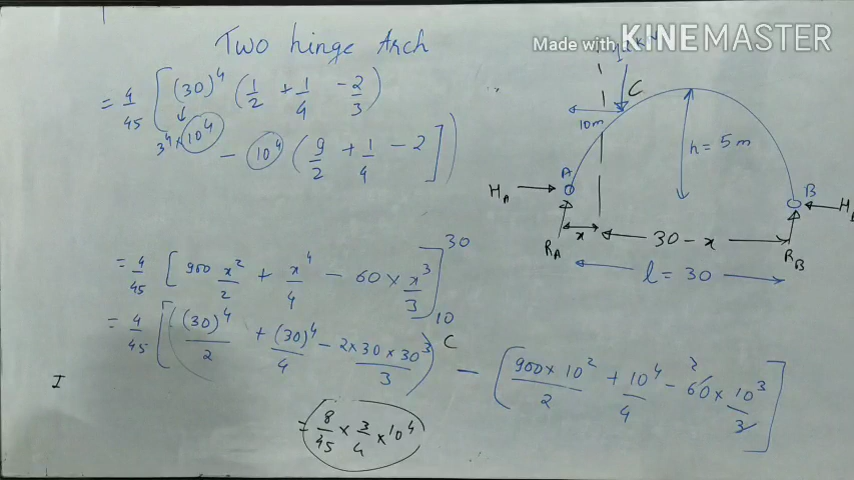 Made with KINEMASTER
Two hinge Arch
= 4/45 [ (30)^4 ( 1/2 + 1/4 - 2/3 )
3^4 × 10^4
- 10^4 ( 9/2 + 1/4 - 2 ) ]
C
10m
h = 5m
A
B
H_A
R_A
x
30 - x
R_B
l = 30
= 4/45 [ 900 x^2/2 + x^4/4 - 60 × x^3/3 ]
30
10
= 4/45 [ ( (30)^4/2 + (30)^4/4 - 2×30×30^3/3 ) - ( 900×10^2/2 + 10^4/4 - 60 × 10^3/3 ) ]
C
2
I
= 8/45 × 3/4 × 10^4